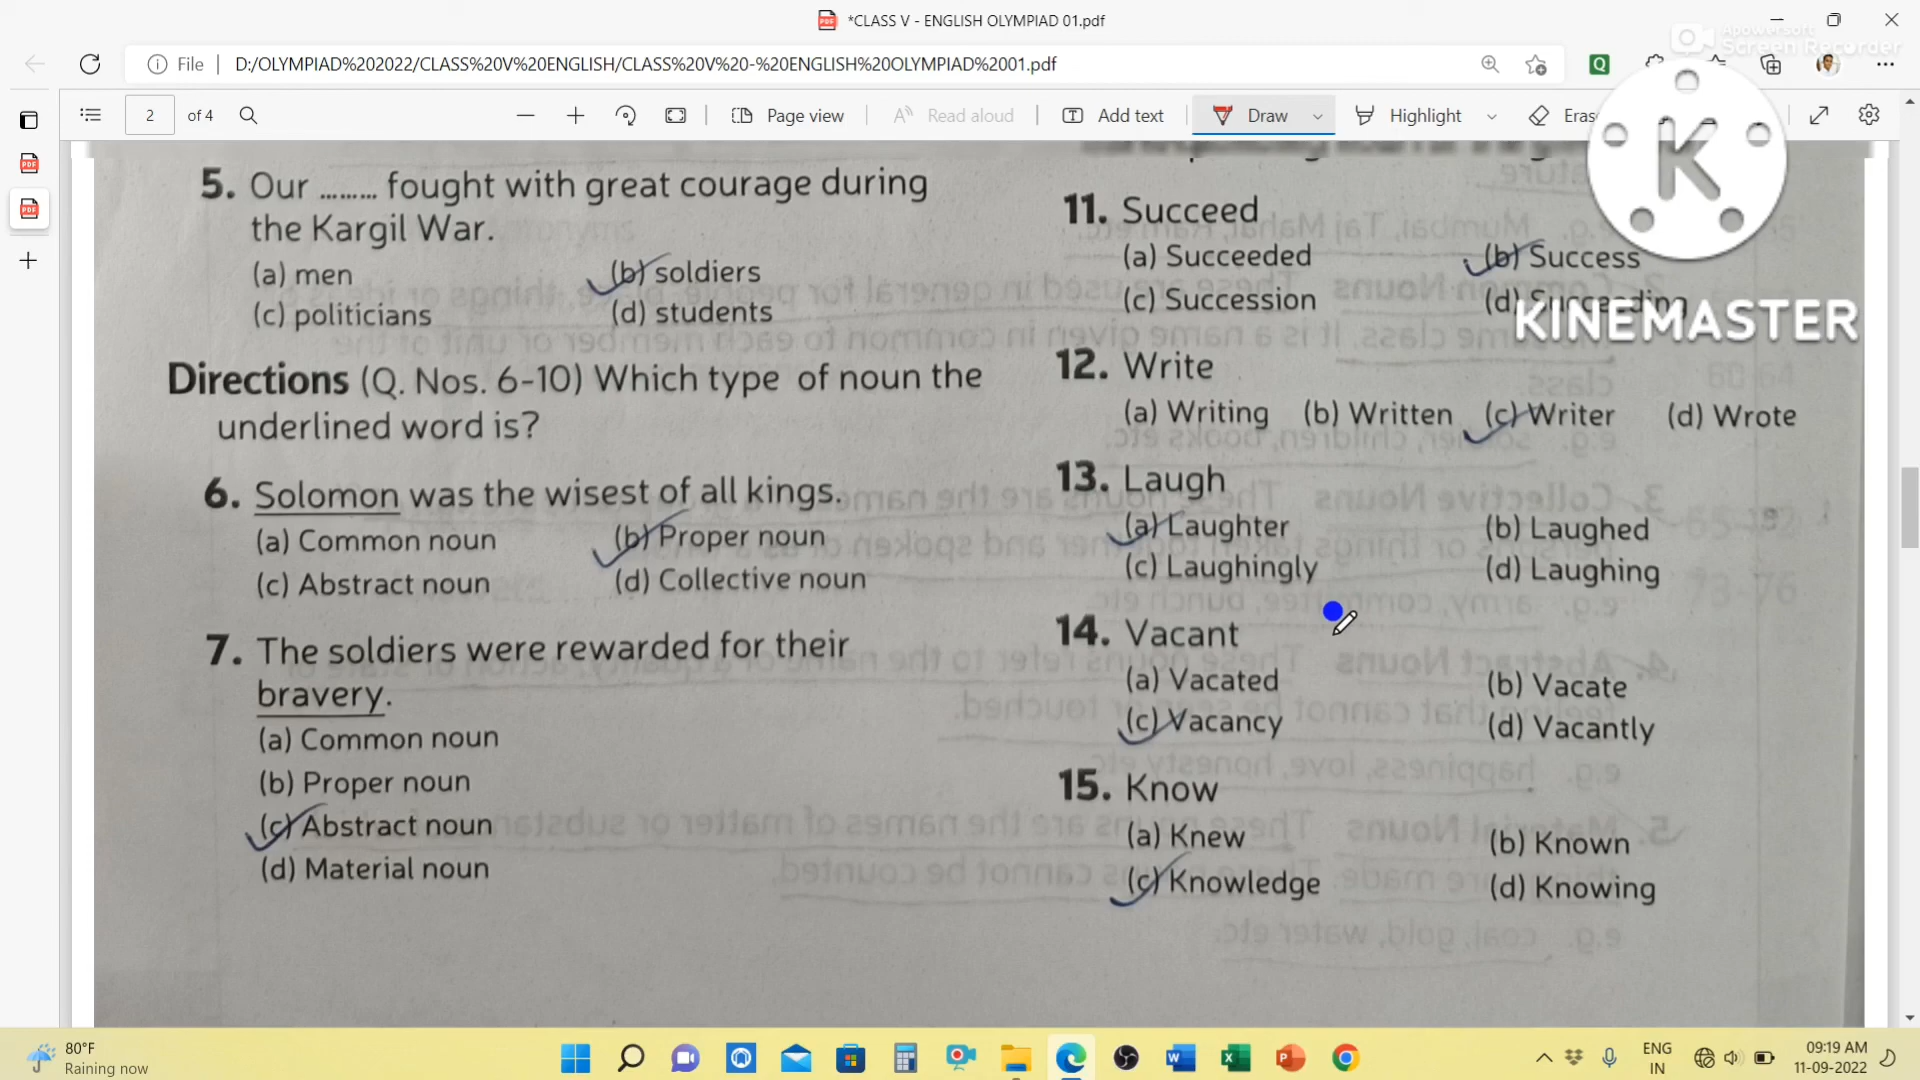 *CLASS V - ENGLISH OLYMPIAD 01.pdf
Apowersoft
Screen Recorder
File
D:/OLYMPIAD%202022/CLASS%20V%20ENGLISH/CLASS%20V%20-%20ENGLISH%20OLYMPIAD%2001.pdf
2 of 4
Page view
Read aloud
Add text
Draw
Highlight
Eras
KINEMASTER
5. Our ......... fought with great courage during
the Kargil War.
(a) men (b) soldiers
(c) politicians (d) students
Directions (Q. Nos. 6-10) Which type of noun the
underlined word is?
6. Solomon was the wisest of all kings.
(a) Common noun (b) Proper noun
(c) Abstract noun (d) Collective noun
7. The soldiers were rewarded for their
bravery.
(a) Common noun
(b) Proper noun
(c) Abstract noun
(d) Material noun
11. Succeed
(a) Succeeded (b) Success
(c) Succession (d) Succeeding
12. Write
(a) Writing (b) Written (c) Writer (d) Wrote
13. Laugh
(a) Laughter (b) Laughed
(c) Laughingly (d) Laughing
14. Vacant
(a) Vacated (b) Vacate
(c) Vacancy (d) Vacantly
15. Know
(a) Knew (b) Known
(c) Knowledge (d) Knowing
80°F
Raining now
ENG
IN
09:19 AM
11-09-2022